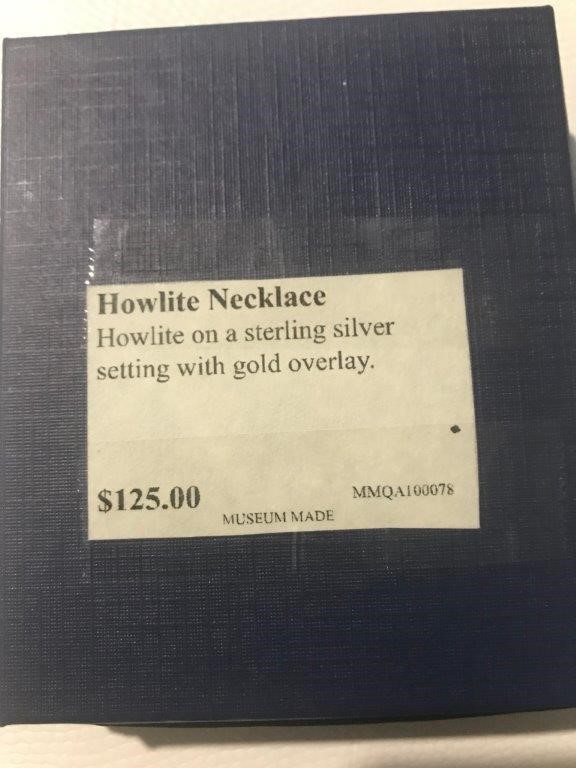 Howlite Necklace
Howlite on a sterling silver
setting with gold overlay.
$125.00
MMQA100078
MUSEUM MADE